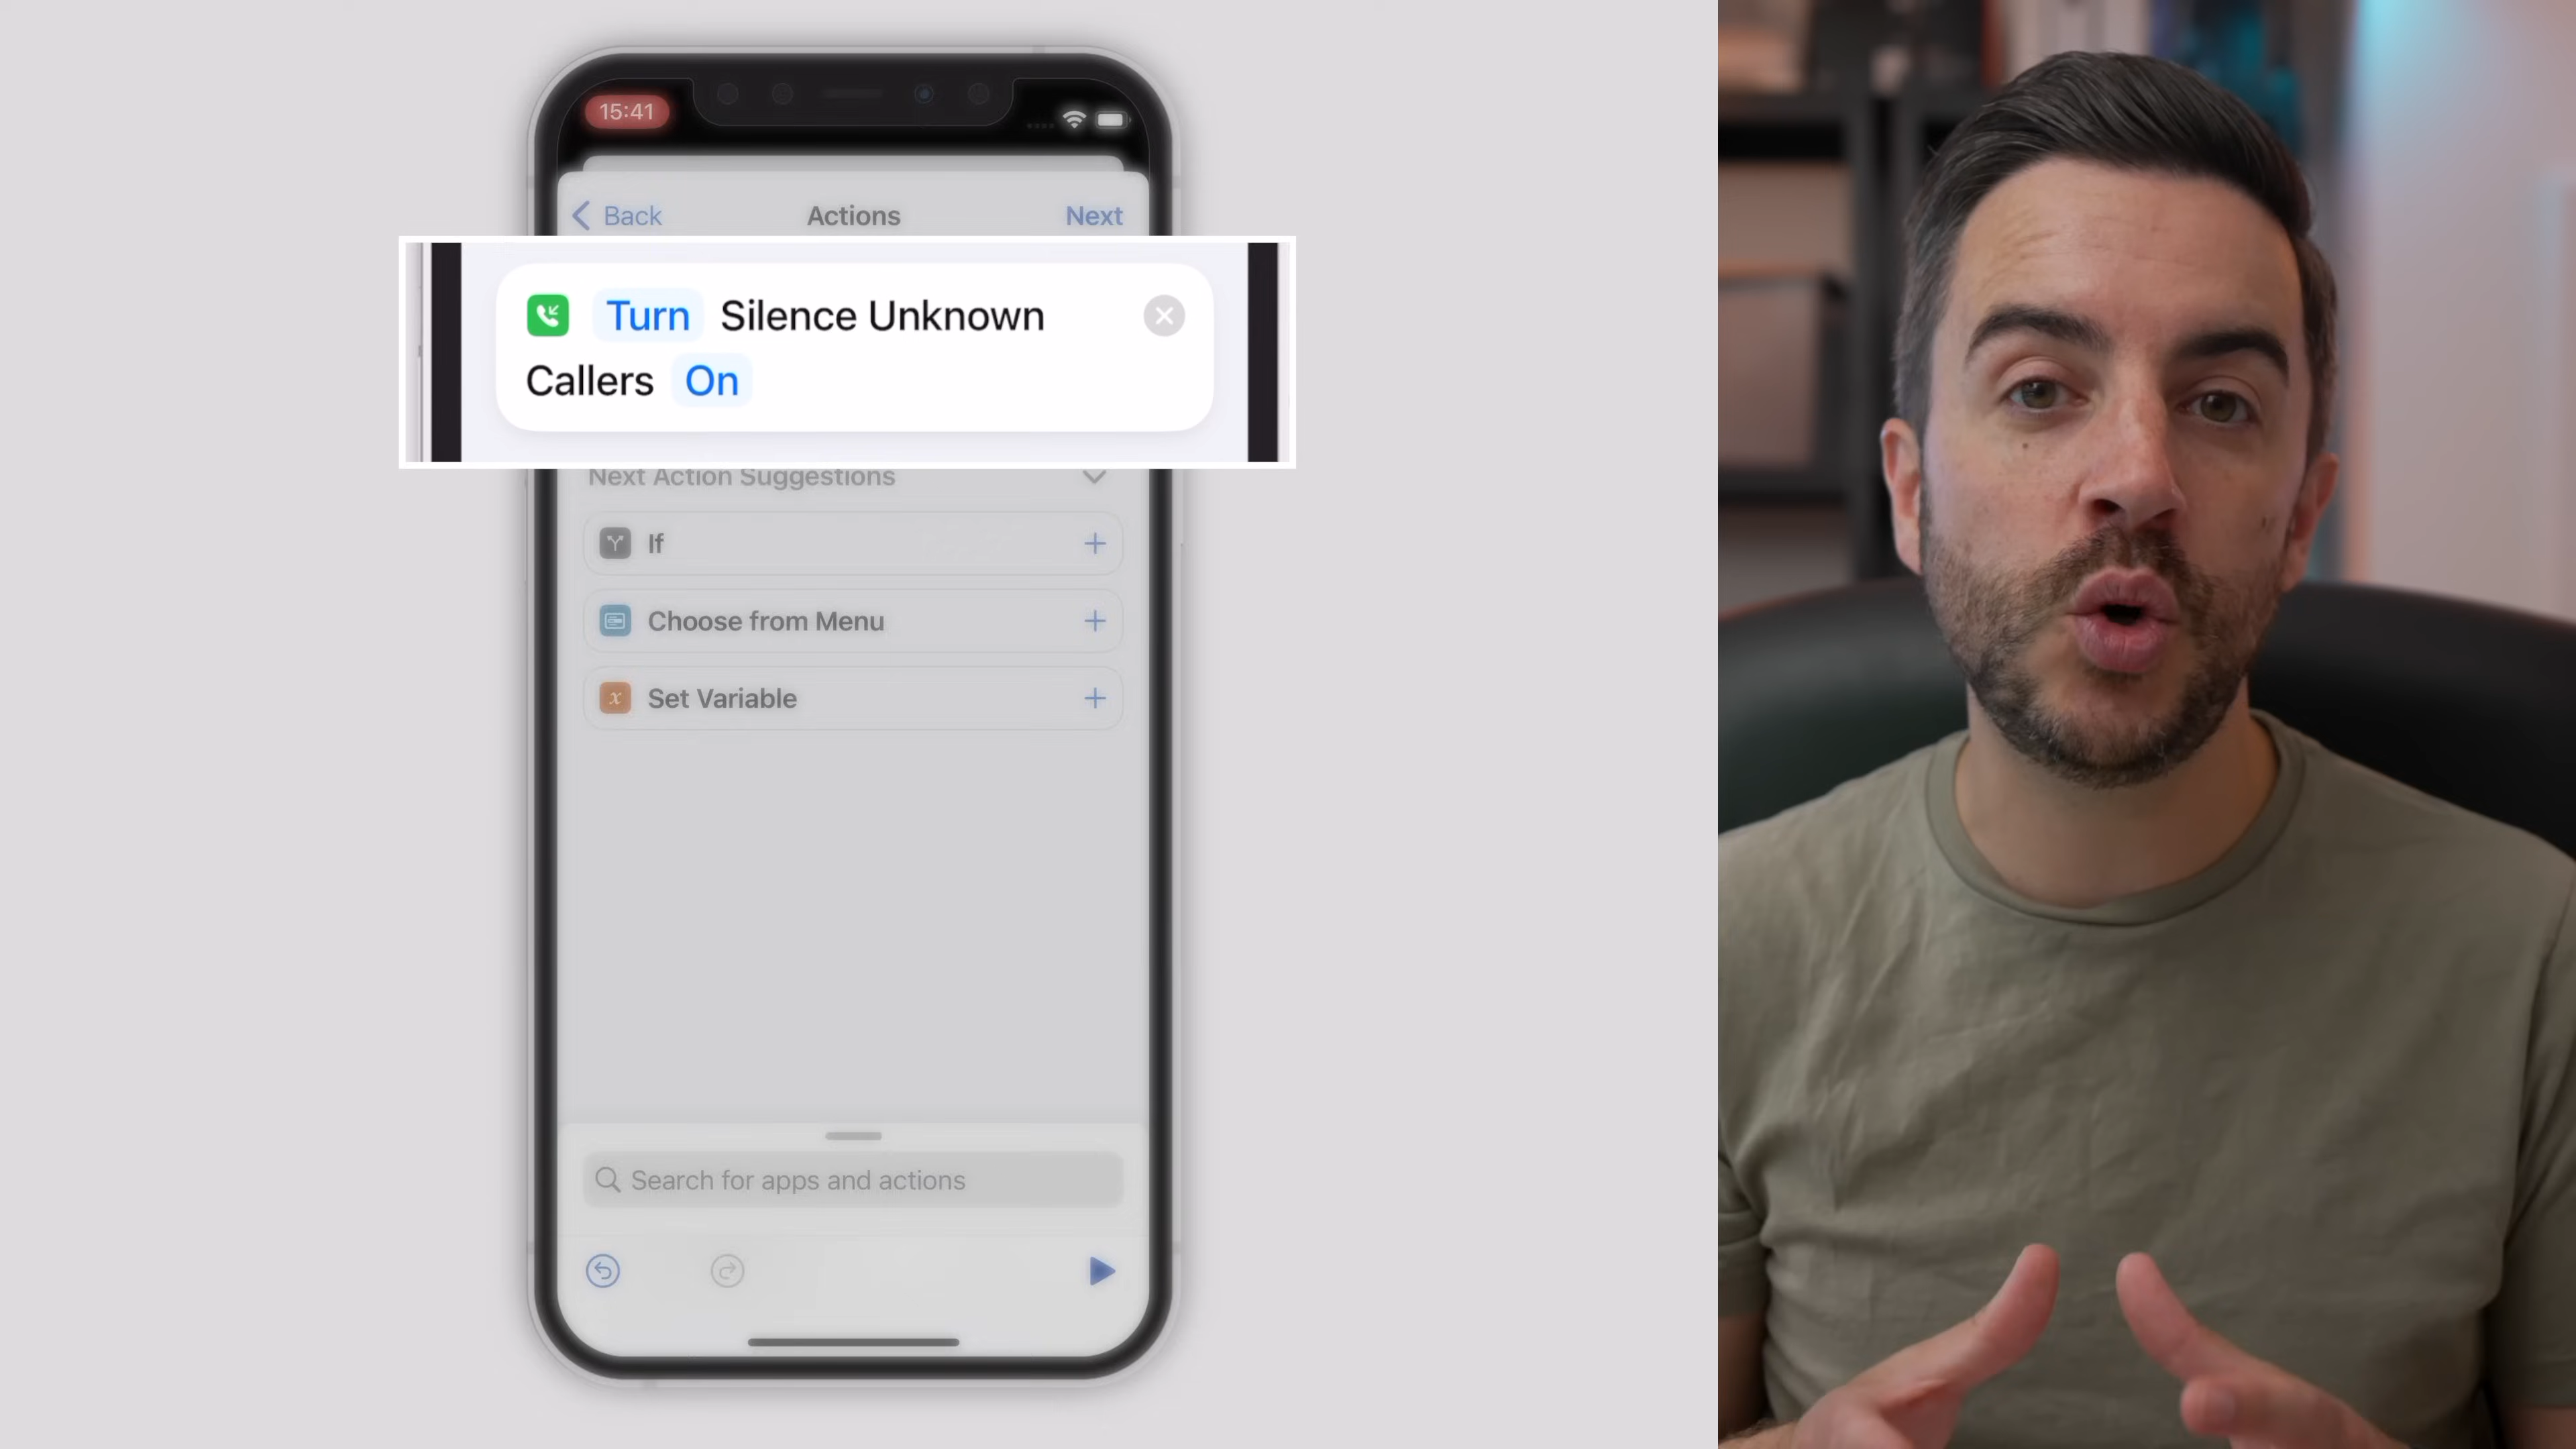 15:41
Back
Actions
Next
Turn Silence Unknown
Callers On
Next Action Suggestions
If
Choose from Menu
Set Variable
Search for apps and actions